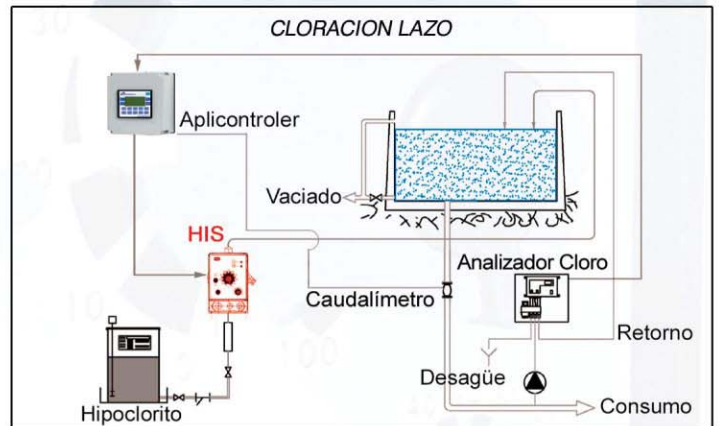 CLORACION LAZO
Aplicontroler
Vaciado
HIS
Analizador Cloro
Caudalímetro
Retorno
Desagüe
Hipoclorito
Consumo